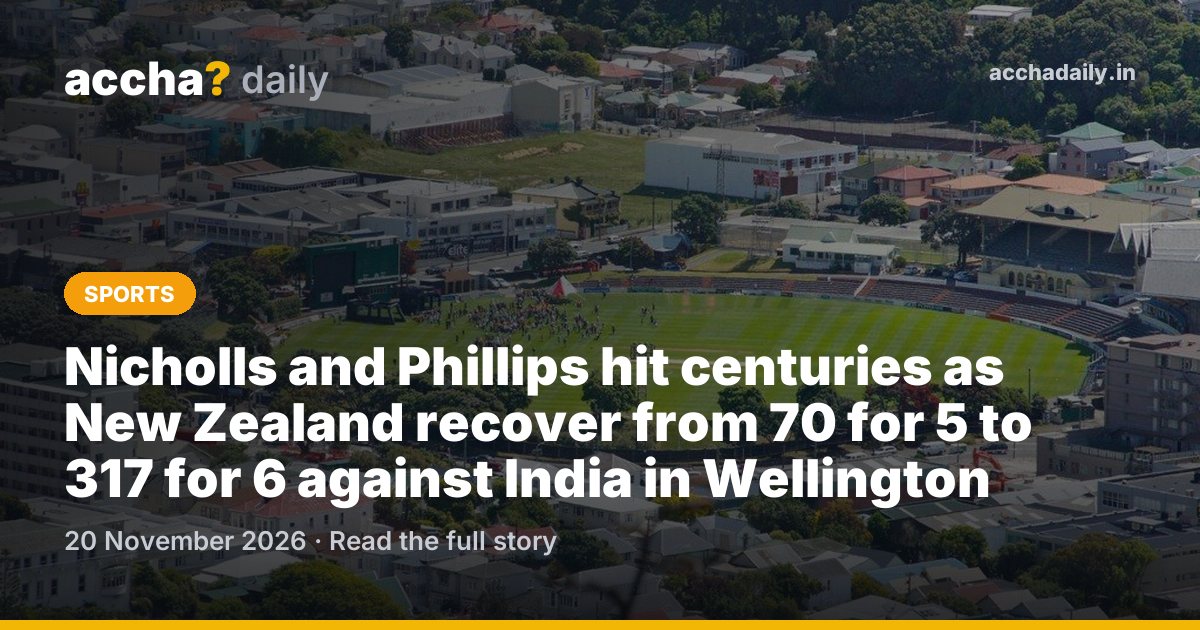 accha? daily
acchadaily.in
SPORTS
Nicholls and Phillips hit centuries as
New Zealand recover from 70 for 5 to
317 for 6 against India in Wellington
20 November 2026 · Read the full story